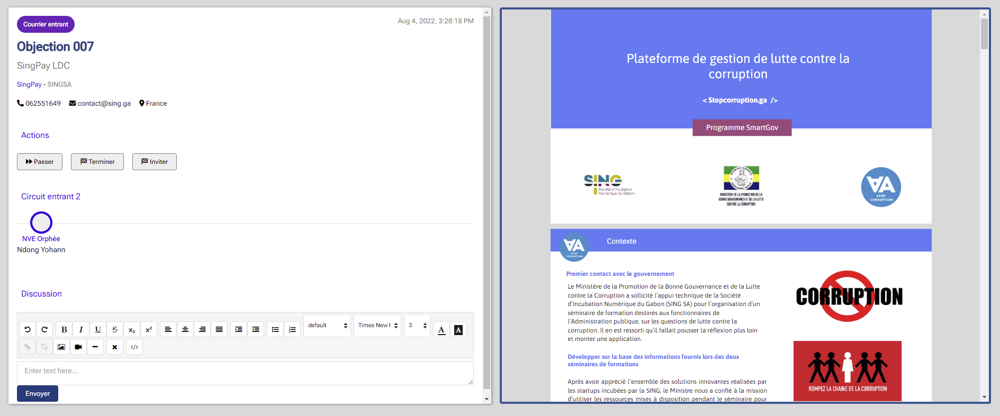 Courrier entrant
Aug 4, 2022, 3:28:18 PM
Objection 007
SingPay LDC
SingPay - SINGSA
062551649 contact@sing.ga France
Actions
Passer Terminer Inviter
Circuit entrant 2
NVE Orphée
Ndong Yohann
Discussion
B I U S x₂ x² default Times New 3 A A
</>
Enter text here...
Envoyer
Plateforme de gestion de lutte contre la
corruption
< Stopcorruption.ga />
Programme SmartGov
SING
Société d'incubation
Numérique du Gabon
REPUBLIQUE GABONAISE
MINISTÈRE DE LA PROMOTION DE LA
BONNE GOUVERNANCE ET DE LA LUTTE
CONTRE LA CORRUPTION
STOP
CORRUPTION
STOP
CORRUPTION
Contexte
Premier contact avec le gouvernement
Le Ministère de la Promotion de la Bonne Gouvernance et de la Lutte
contre la Corruption a sollicité l'appui technique de la Société
d'Incubation Numérique du Gabon (SING SA) pour l'organisation d'un
séminaire de formation destinés aux fonctionnaires de
l'Administration publique, sur les questions de lutte contre la
corruption. Il en est ressorti qu'il fallait pousser la réflexion plus loin
et monter une application.
CORRUPTION
Développer sur la base des informations fournis lors des deux
séminaires de formations
Après avoir apprécié l'ensemble des solutions innovantes réalisées par
les startups incubées par la SING, le Ministre nous a confié à la mission
d'utiliser les ressources mises à disposition pendant le séminaire pour
ROMPEZ LA CHAINE DE LA CORRUPTION